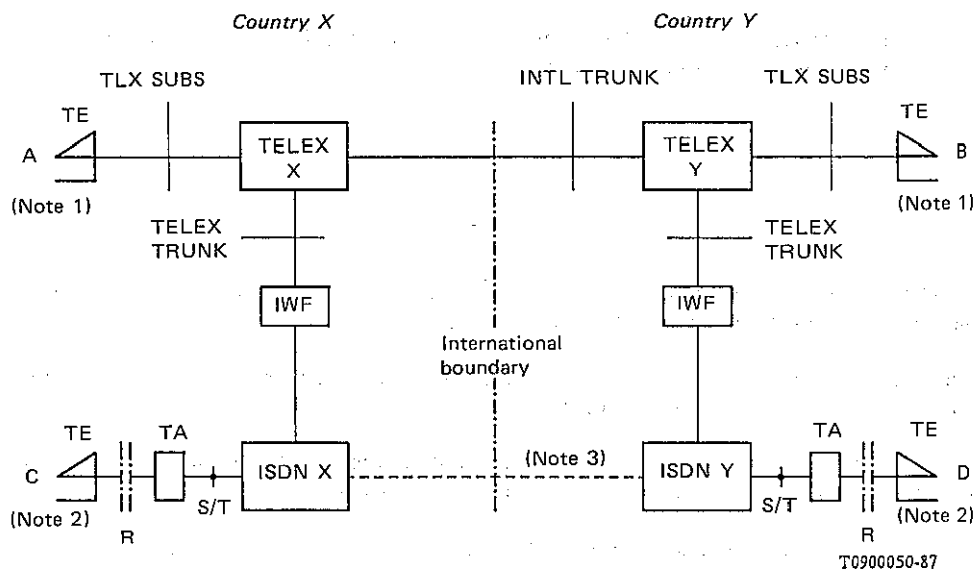 Country X
Country Y
TLX SUBS
INTL TRUNK
TLX SUBS
TE
TE
A
TELEX
X
TELEX
Y
B
(Note 1)
(Note 1)
TELEX
TRUNK
TELEX
TRUNK
IWF
IWF
International
boundary
TE
TA
TA
TE
C
ISDN X
(Note 3)
ISDN Y
D
(Note 2)
S/T
S/T
(Note 2)
R
R
T0900050-87